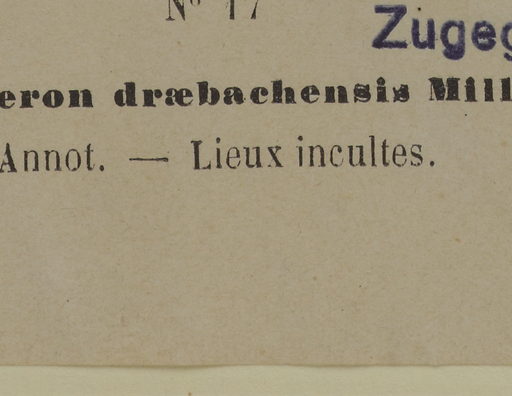 N° 17
Zugeg
eron dræbachensis Mill
Annot. — Lieux incultes.